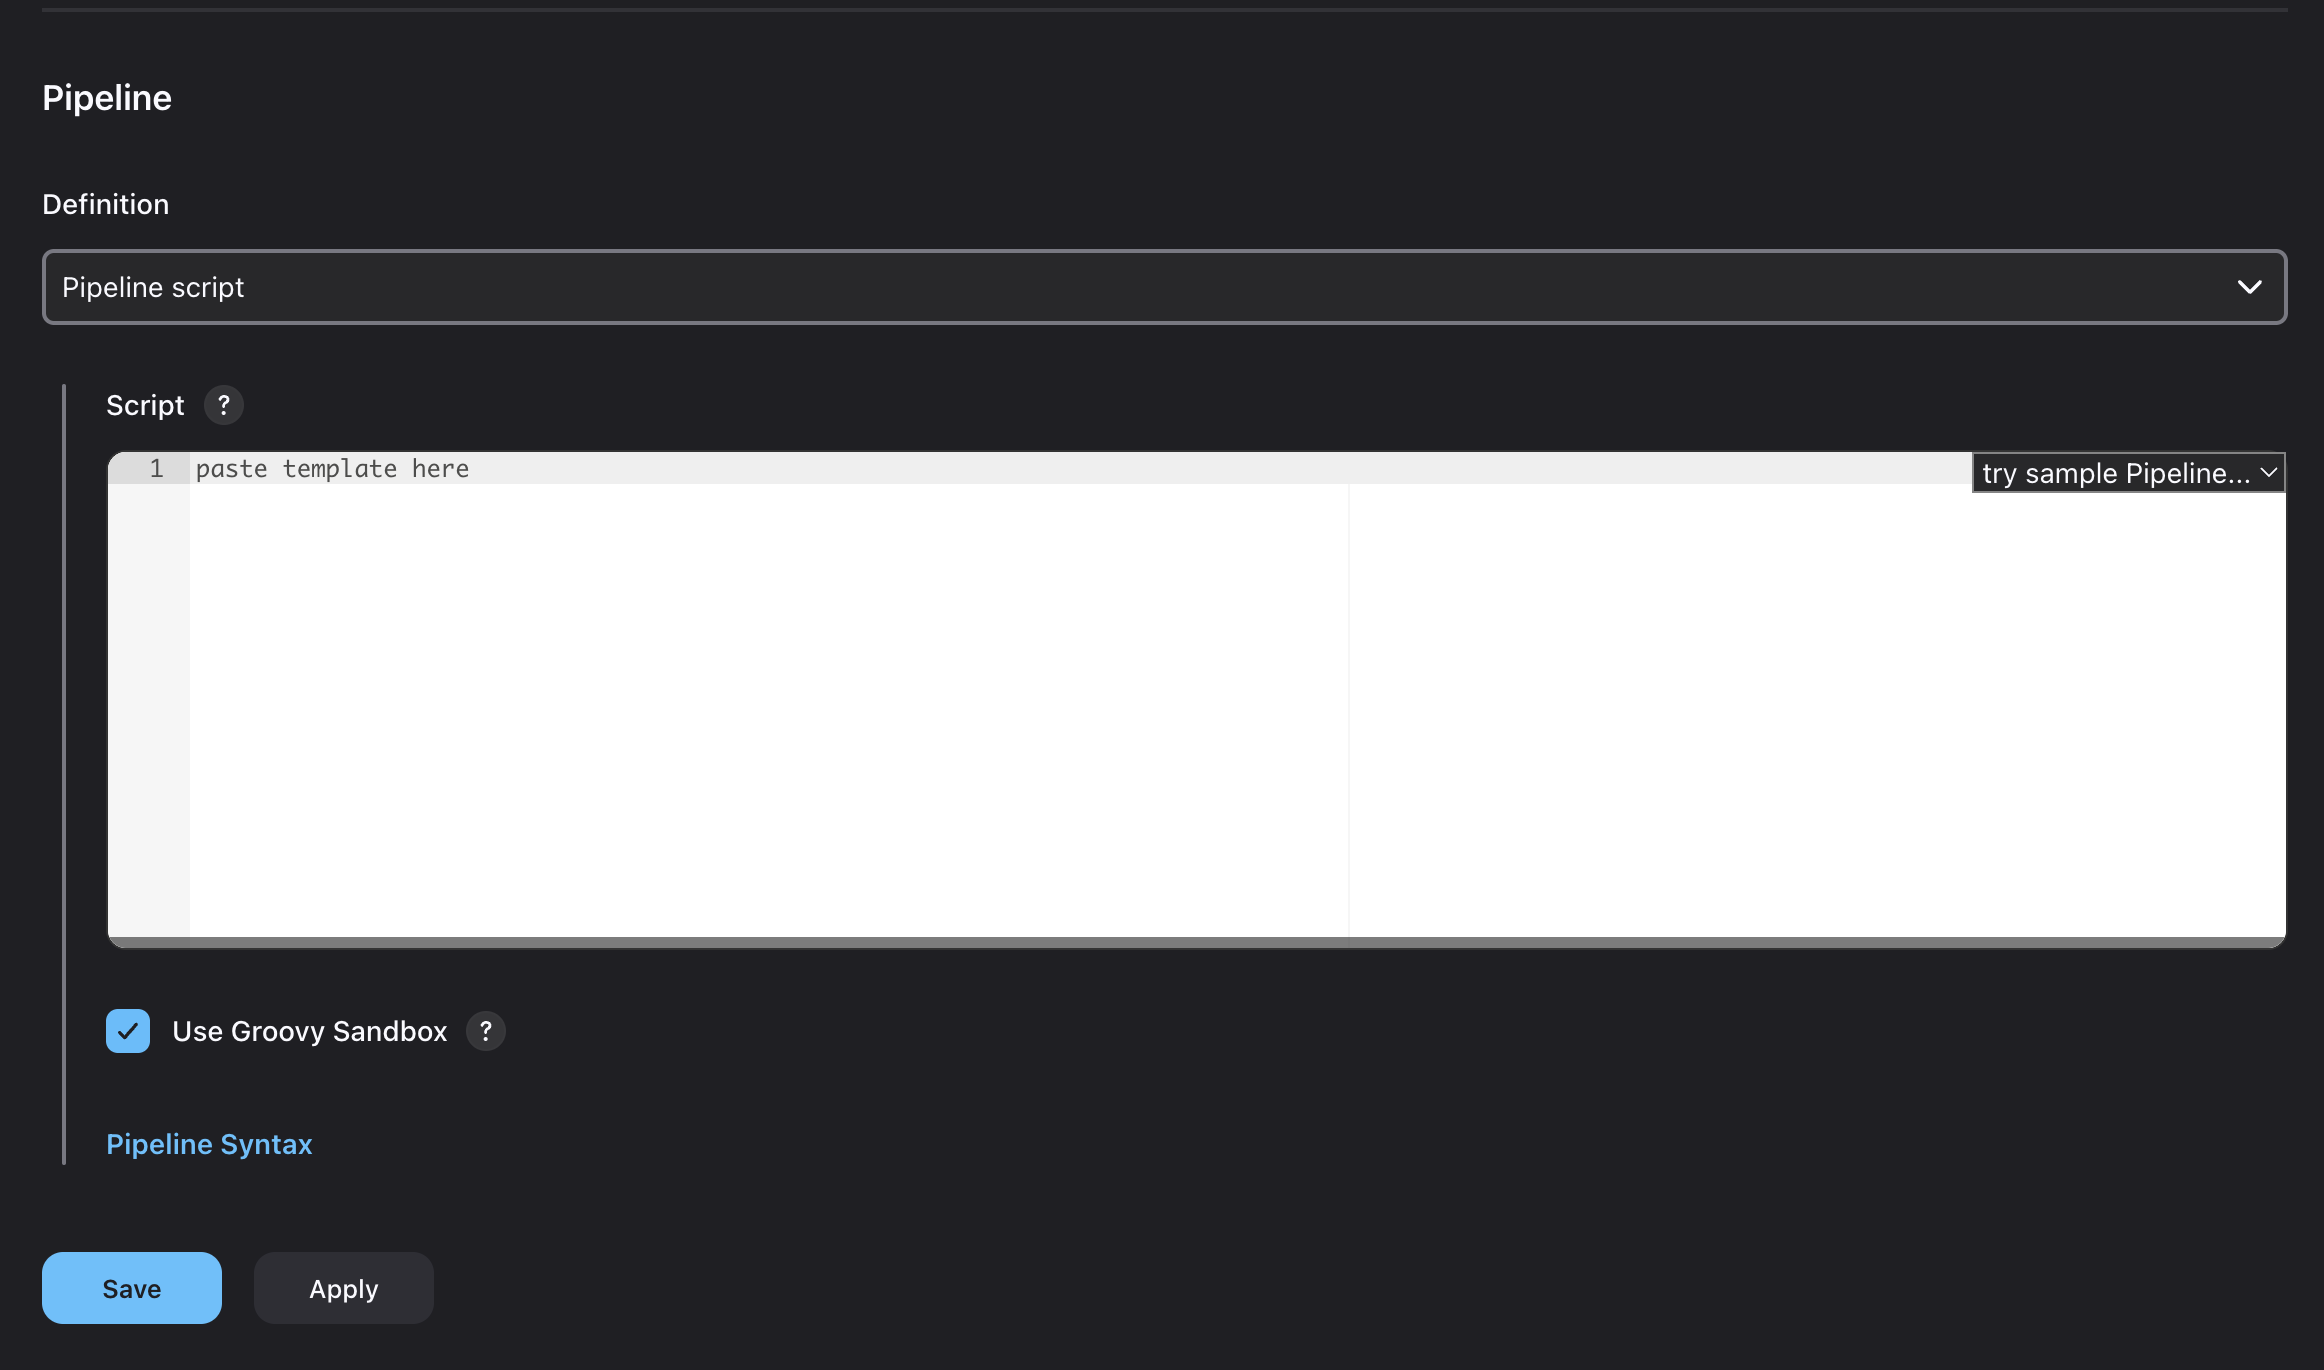 Pipeline
Definition
Pipeline script
Script ?
1 paste template here
try sample Pipeline...
Use Groovy Sandbox ?
Pipeline Syntax
Save Apply